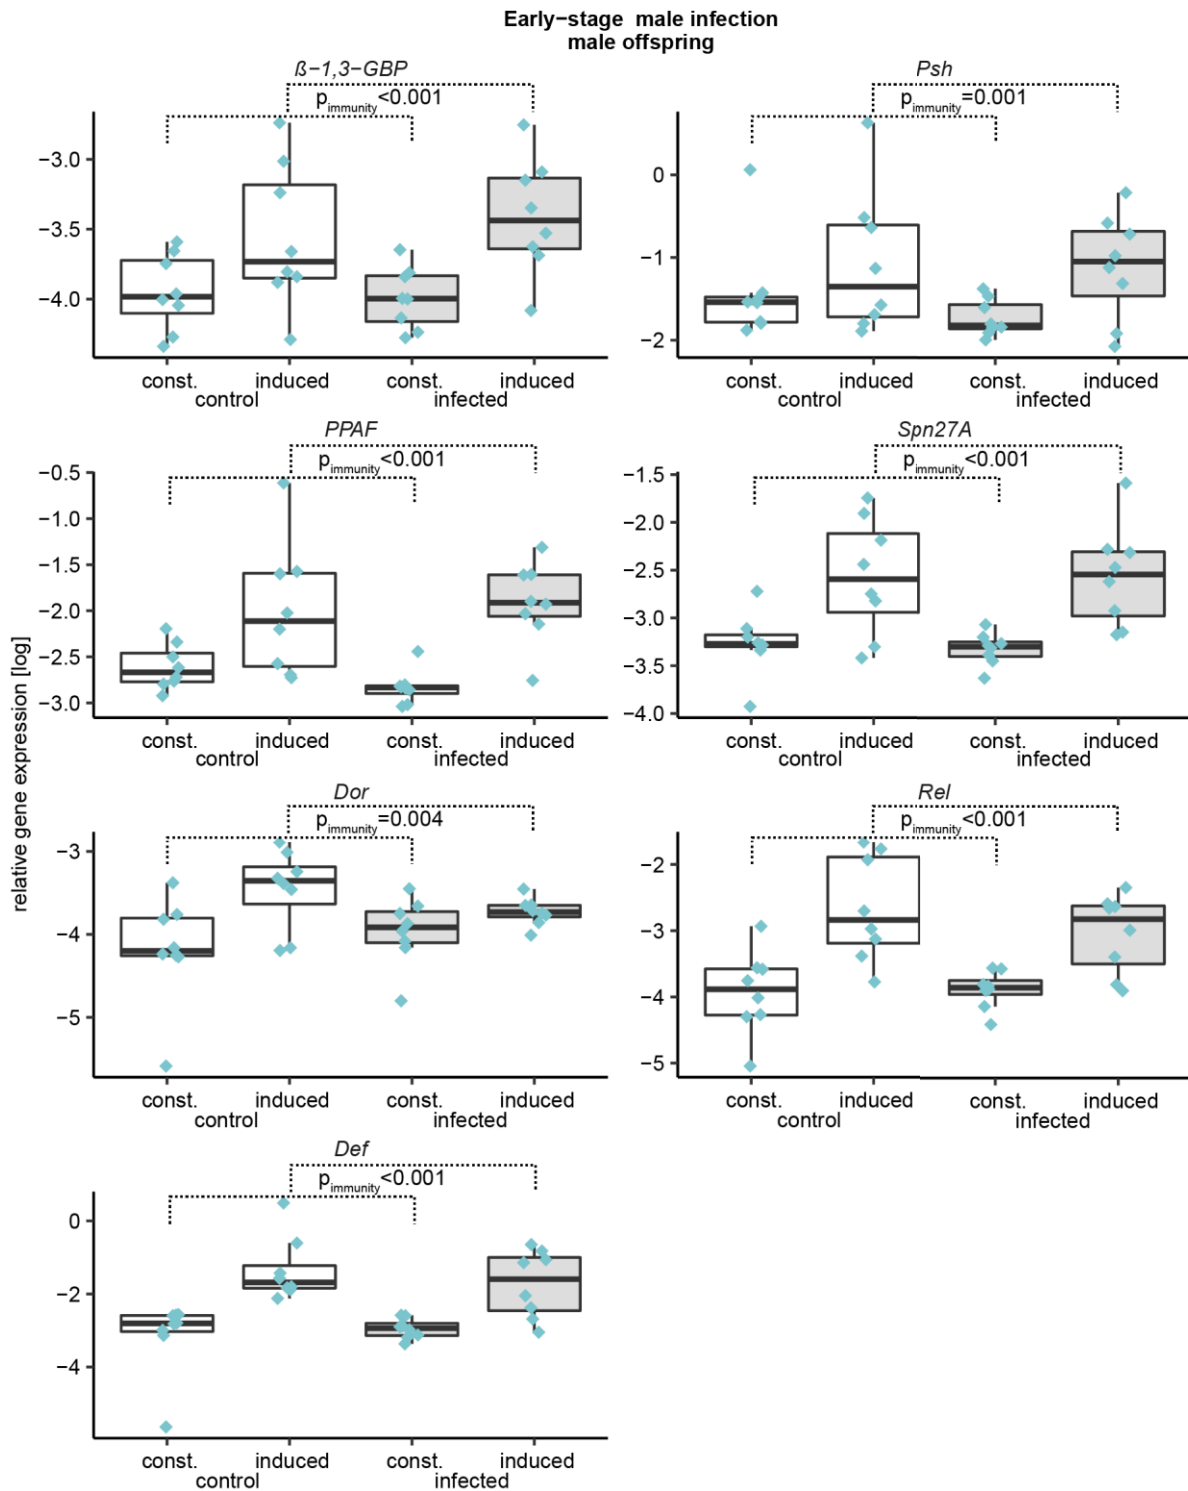 Early−stage male infection
male offspring
ß−1,3−GBP
pimmunity<0.001
−3.0
−3.5
−4.0
const. induced const. induced
control infected
Psh
pimmunity=0.001
0
−1
−2
const. induced const. induced
control infected
relative gene expression [log]
PPAF
pimmunity<0.001
−0.5
−1.0
−1.5
−2.0
−2.5
−3.0
const. induced const. induced
control infected
Spn27A
pimmunity<0.001
−1.5
−2.0
−2.5
−3.0
−3.5
−4.0
const. induced const. induced
control infected
Dor
pimmunity=0.004
−3
−4
−5
const. induced const. induced
control infected
Rel
pimmunity<0.001
−2
−3
−4
−5
const. induced const. induced
control infected
Def
pimmunity<0.001
0
−2
−4
const. induced const. induced
control infected